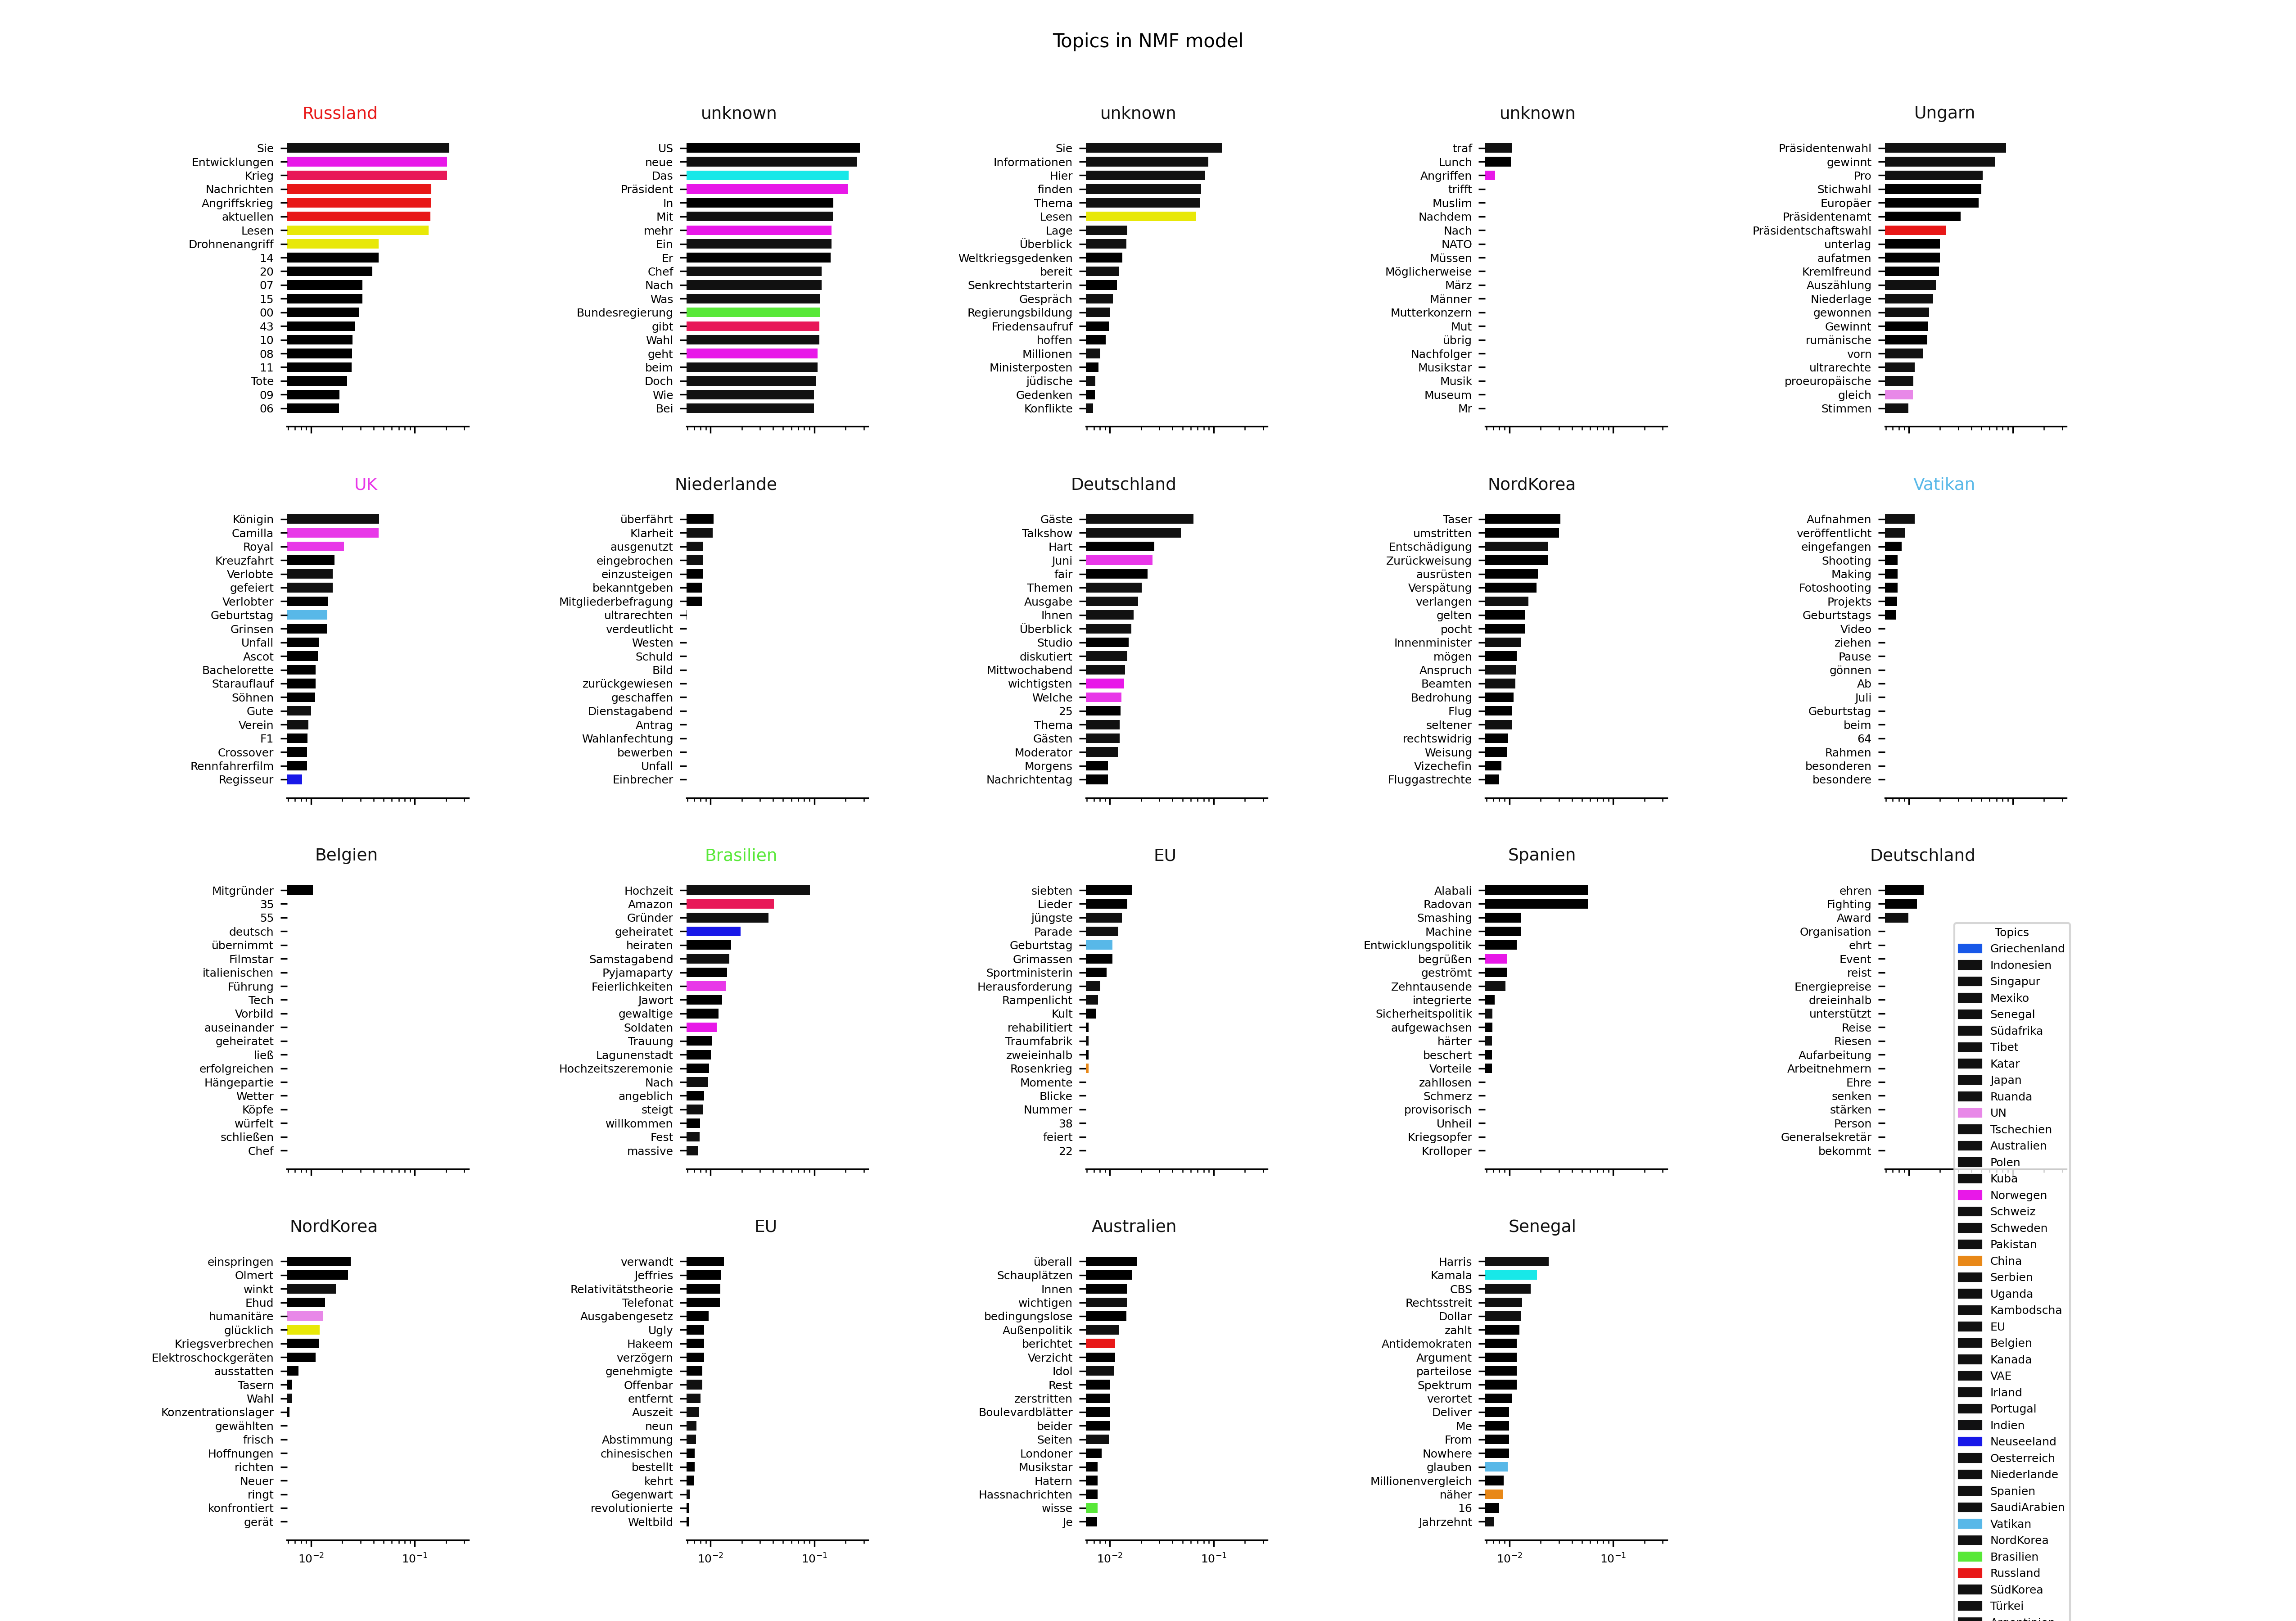 Topics in NMF model
Russland
Sie
Entwicklungen
Krieg
Nachrichten
Angriffskrieg
aktuellen
Lesen
Drohnenangriff
14
20
07
15
00
43
10
08
11
Tote
09
06
unknown
US
neue
Das
Präsident
In
Mit
mehr
Ein
Er
Chef
Nach
Was
Bundesregierung
gibt
Wahl
geht
beim
Doch
Wie
Bei
unknown
Sie
Informationen
Hier
finden
Thema
Lesen
Lage
Überblick
Weltkriegsgedenken
bereit
Senkrechtstarterin
Gespräch
Regierungsbildung
Friedensaufruf
hoffen
Millionen
Ministerposten
jüdische
Gedenken
Konflikte
unknown
traf
Lunch
Angriffen
trifft
Muslim
Nachdem
Nach
NATO
Müssen
Möglicherweise
März
Männer
Mutterkonzern
Mut
übrig
Nachfolger
Musikstar
Musik
Museum
Mr
Ungarn
Präsidentenwahl
gewinnt
Pro
Stichwahl
Europäer
Präsidentenamt
Präsidentschaftswahl
unterlag
aufatmen
Kremlfreund
Auszählung
Niederlage
gewonnen
Gewinnt
rumänische
vorn
ultrarechte
proeuropäische
gleich
Stimmen
UK
Königin
Camilla
Royal
Kreuzfahrt
Verlobte
gefeiert
Verlobter
Geburtstag
Grinsen
Unfall
Ascot
Bachelorette
Starauflauf
Söhnen
Gute
Verein
F1
Crossover
Rennfahrerfilm
Regisseur
Niederlande
überfährt
Klarheit
ausgenutzt
eingebrochen
einzusteigen
bekanntgeben
Mitgliederbefragung
ultrarechten
verdeutlicht
Westen
Schuld
Bild
zurückgewiesen
geschaffen
Dienstagabend
Antrag
Wahlanfechtung
bewerben
Unfall
Einbrecher
Deutschland
Gäste
Talkshow
Hart
Juni
fair
Themen
Ausgabe
Ihnen
Überblick
Studio
diskutiert
Mittwochabend
wichtigsten
Welche
25
Thema
Gästen
Moderator
Morgens
Nachrichtentag
NordKorea
Taser
umstritten
Entschädigung
Zurückweisung
ausrüsten
Verspätung
verlangen
gelten
pocht
Innenminister
mögen
Anspruch
Beamten
Bedrohung
Flug
seltener
rechtswidrig
Weisung
Vizechefin
Fluggastrechte
Vatikan
Aufnahmen
veröffentlicht
eingefangen
Shooting
Making
Fotoshooting
Projekts
Geburtstags
Video
ziehen
Pause
gönnen
Ab
Juli
Geburtstag
beim
64
Rahmen
besonderen
besondere
Belgien
Mitgründer
35
55
deutsch
übernimmt
Filmstar
italienischen
Führung
Tech
Vorbild
auseinander
geheiratet
ließ
erfolgreichen
Hängepartie
Wetter
Köpfe
würfelt
schließen
Chef
Brasilien
Hochzeit
Amazon
Gründer
geheiratet
heiraten
Samstagabend
Pyjamaparty
Feierlichkeiten
Jawort
gewaltige
Soldaten
Trauung
Lagunenstadt
Hochzeitszeremonie
Nach
angeblich
steigt
willkommen
Fest
massive
EU
siebten
Lieder
jüngste
Parade
Geburtstag
Grimassen
Sportministerin
Herausforderung
Rampenlicht
Kult
rehabilitiert
Traumfabrik
zweieinhalb
Rosenkrieg
Momente
Blicke
Nummer
38
feiert
22
Spanien
Alabali
Radovan
Smashing
Machine
Entwicklungspolitik
begrüßen
geströmt
Zehntausende
integrierte
Sicherheitspolitik
aufgewachsen
härter
beschert
Vorteile
zahllosen
Schmerz
provisorisch
Unheil
Kriegsopfer
Krolloper
Deutschland
ehren
Fighting
Award
Organisation
ehrt
Event
reist
Energiepreise
dreieinhalb
unterstützt
Reise
Riesen
Aufarbeitung
Arbeitnehmern
Ehre
senken
stärken
Person
Generalsekretär
bekommt
NordKorea
einspringen
Olmert
winkt
Ehud
humanitäre
glücklich
Kriegsverbrechen
Elektroschockgeräten
ausstatten
Tasern
Wahl
Konzentrationslager
gewählten
frisch
Hoffnungen
richten
Neuer
ringt
konfrontiert
gerät
10⁻² 10⁻¹
EU
verwandt
Jeffries
Relativitätstheorie
Telefonat
Ausgabengesetz
Ugly
Hakeem
verzögern
genehmigte
Offenbar
entfernt
Auszeit
neun
Abstimmung
chinesischen
bestellt
kehrt
Gegenwart
revolutionierte
Weltbild
10⁻² 10⁻¹
Australien
überall
Schauplätzen
Innen
wichtigen
bedingungslose
Außenpolitik
berichtet
Verzicht
Idol
Rest
zerstritten
Boulevardblätter
beider
Seiten
Londoner
Musikstar
Hatern
Hassnachrichten
wisse
Je
10⁻² 10⁻¹
Senegal
Harris
Kamala
CBS
Rechtsstreit
Dollar
zahlt
Antidemokraten
Argument
parteilose
Spektrum
verortet
Deliver
Me
From
Nowhere
glauben
Millionenvergleich
näher
16
Jahrzehnt
10⁻² 10⁻¹
Topics
Griechenland
Indonesien
Singapur
Mexiko
Senegal
Südafrika
Tibet
Katar
Japan
Ruanda
UN
Tschechien
Australien
Polen
Kuba
Norwegen
Schweiz
Schweden
Pakistan
China
Serbien
Uganda
Kambodscha
EU
Belgien
Kanada
VAE
Irland
Portugal
Indien
Neuseeland
Oesterreich
Niederlande
Spanien
SaudiArabien
Vatikan
NordKorea
Brasilien
Russland
SüdKorea
Türkei